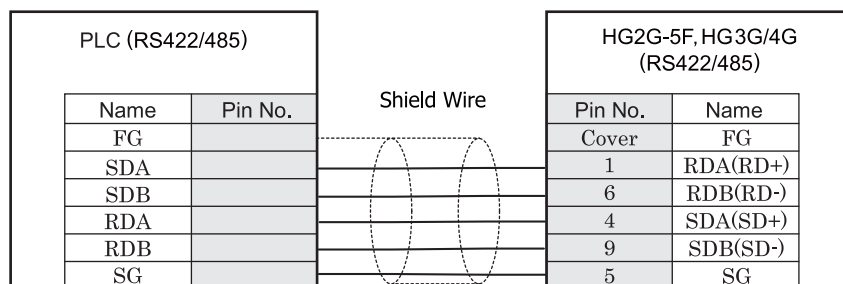 PLC (RS422/485)
HG2G-5F, HG3G/4G
(RS422/485)
Shield Wire
Name Pin No. Pin No. Name
FG Cover FG
SDA 1 RDA(RD+)
SDB 6 RDB(RD-)
RDA 4 SDA(SD+)
RDB 9 SDB(SD-)
SG 5 SG